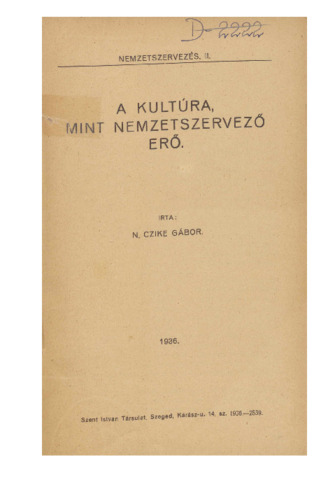 D-2222
NEMZETSZERVEZÉS, II.
A KULTÚRA,
MINT NEMZETSZERVEZŐ
ERŐ.
IRTA:
N. CZIKE GÁBOR.
1936.
Szent István Társulat, Szeged, Kárász-u. 14. sz. 1936—2539.